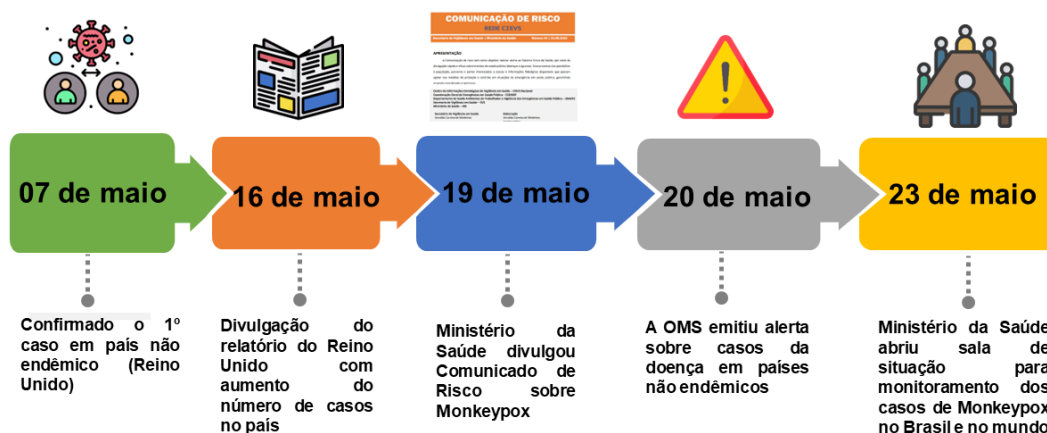 COMUNICAÇÃO DE RISCO
REDE CIEVS
APRESENTAÇÃO
07 de maio
16 de maio
19 de maio
20 de maio
23 de maio
Confirmado o 1º
caso em país não
endêmico (Reino
Unido)
Divulgação do
relatório do Reino
Unido com
aumento do
número de casos
no país
Ministério da
Saúde divulgou
Comunicado de
Risco sobre
Monkeypox
A OMS emitiu alerta
sobre casos da
doença em países
não endêmicos
Ministério da Saúde
abriu sala de
situação para
monitoramento dos
casos de Monkeypox
no Brasil e no mundo